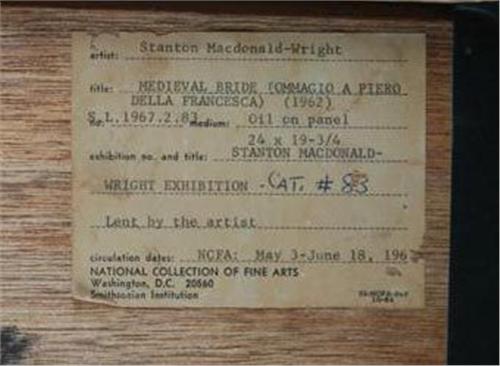 artist: Stanton Macdonald-Wright
title: MEDIEVAL BRIDE (OMMAGIO A PIERO
DELLA FRANCESCA) (1962)
S.L.1967.2.83 medium: Oil on panel
no.
24 x 19-3/4
exhibition no. and title: STANTON MACDONALD-
WRIGHT EXHIBITION - CAT. # 83
Lent by the artist
circulation dates: NCFA: May 3-June 18, 196
NATIONAL COLLECTION OF FINE ARTS
Washington, D.C. 20560
Smithsonian Institution